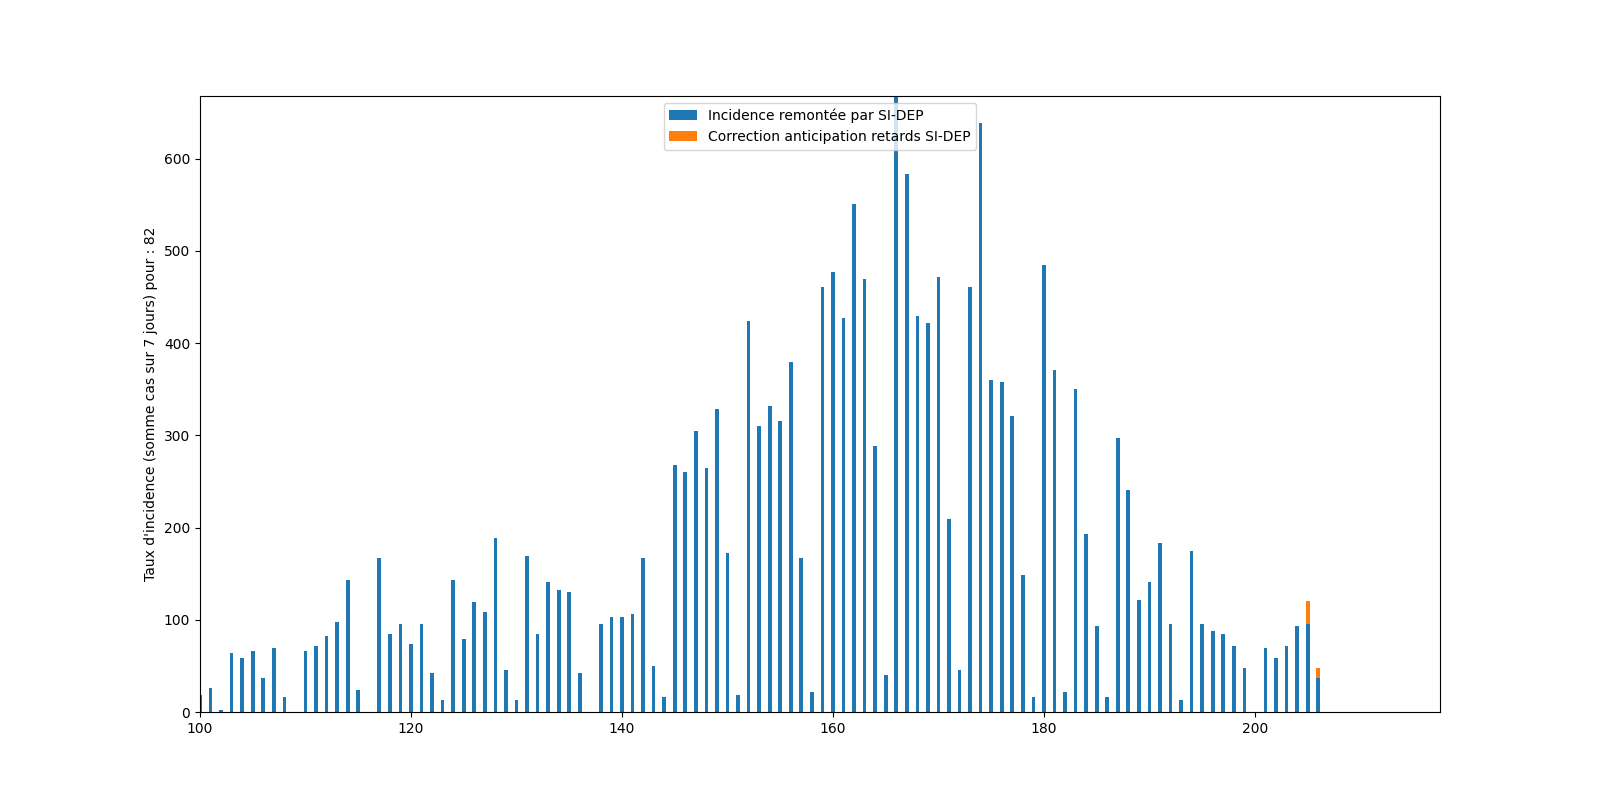 Incidence remontée par SI-DEP
Correction anticipation retards SI-DEP
Taux d'incidence (somme cas sur 7 jours) pour : 82
600
500
400
300
200
100
0
100 120 140 160 180 200